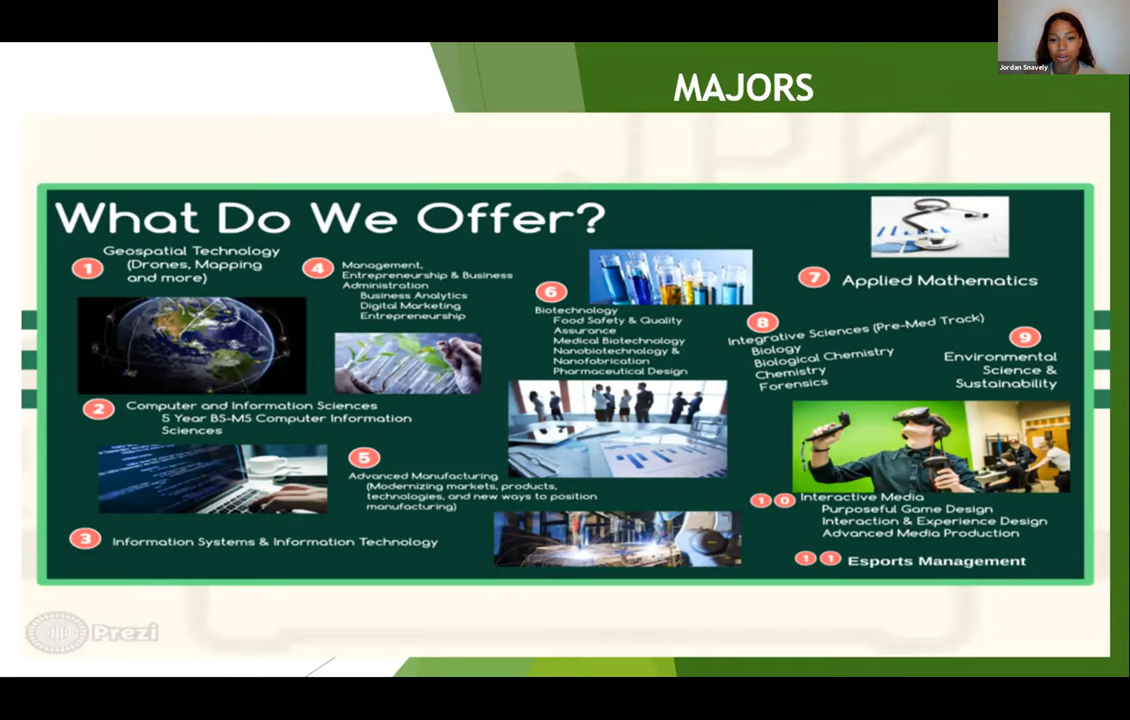 Jordan Snavely
MAJORS
What Do We Offer?
1
Geospatial Technology
(Drones, Mapping
and more)
2
Computer and Information Sciences
5 Year BS-MS Computer Information
Sciences
3
Information Systems & Information Technology
4
Management,
Entrepreneurship & Business
Administration
Business Analytics
Digital Marketing
Entrepreneurship
5
Advanced Manufacturing
(Modernizing markets, products,
technologies, and new ways to position
manufacturing)
6
Biotechnology
Food Safety & Quality
Assurance
Medical Biotechnology
Nanobiotechnology &
Nanofabrication
Pharmaceutical Design
7
Applied Mathematics
8
Integrative Sciences (Pre-Med Track)
Biology
Biological Chemistry
Chemistry
Forensics
9
Environmental
Science &
Sustainability
1 0
Interactive Media
Purposeful Game Design
Interaction & Experience Design
Advanced Media Production
1 1
Esports Management
Prezi